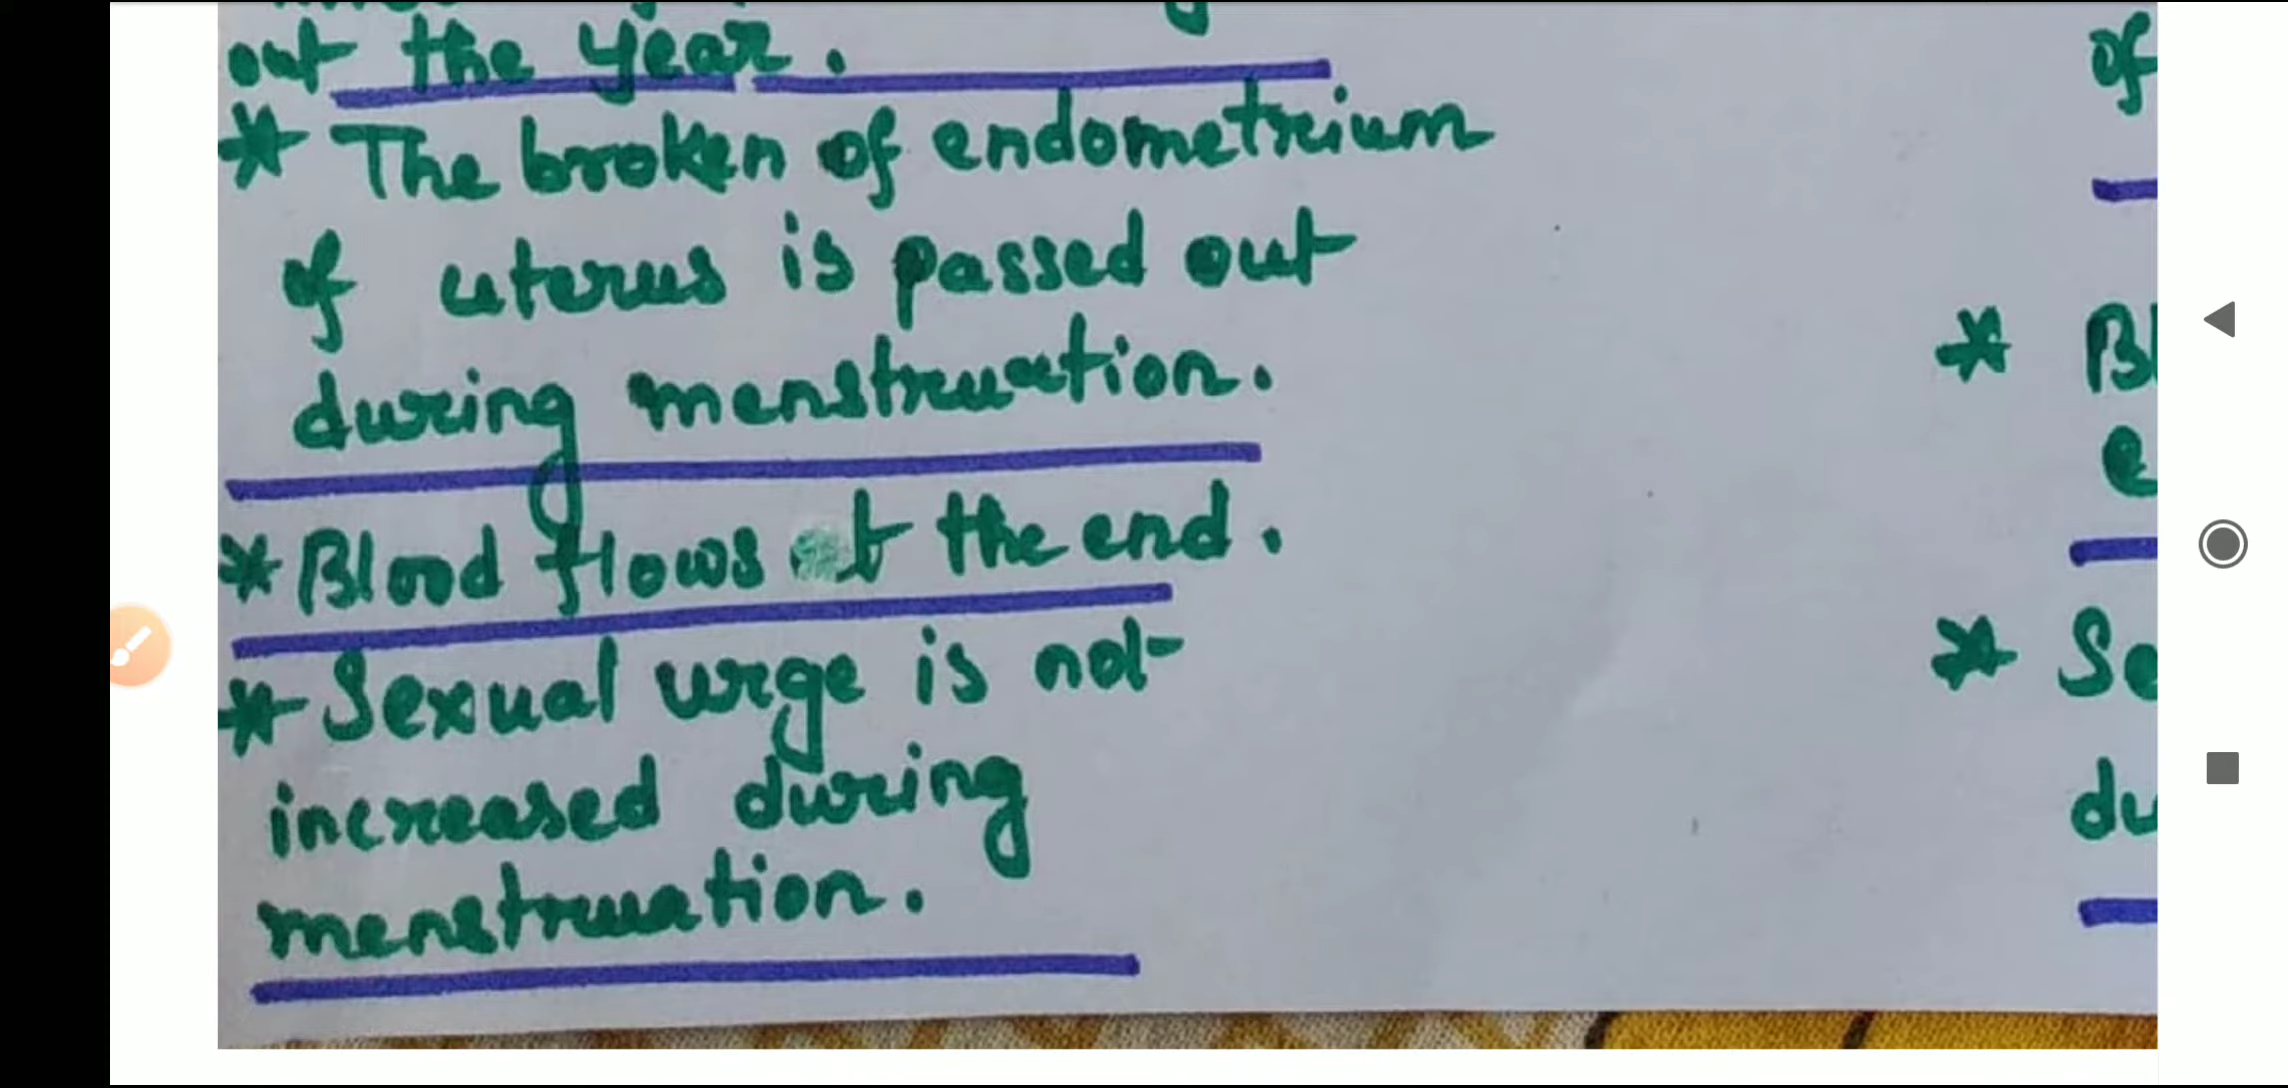 out the year.
* The broken of endometrium
of uterus is passed out
during menstruation.
* Blood flows at the end.
* Sexual urge is not
increased during
menstruation.
of
* Bl
e
* Se
du